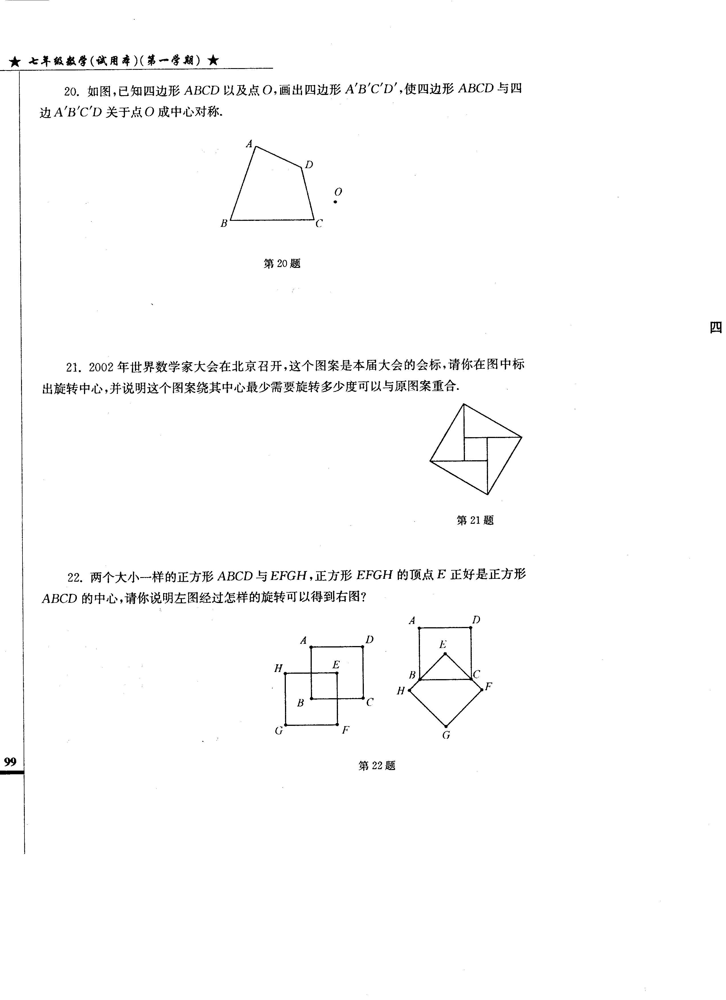 ★ 七年级数学(试用本)(第一学期) ★
20. 如图,已知四边形 ABCD 以及点 O,画出四边形 A′B′C′D′,使四边形 ABCD 与四
边 A′B′C′D 关于点 O 成中心对称.
A
D
O
B
C
第 20 题
四
21. 2002 年世界数学家大会在北京召开,这个图案是本届大会的会标,请你在图中标
出旋转中心,并说明这个图案绕其中心最少需要旋转多少度可以与原图案重合.
第 21 题
22. 两个大小一样的正方形 ABCD 与 EFGH,正方形 EFGH 的顶点 E 正好是正方形
ABCD 的中心,请你说明左图经过怎样的旋转可以得到右图?
A
D
H
E
B
C
G
F
A
D
E
B
C
H
F
G
第 22 题
99